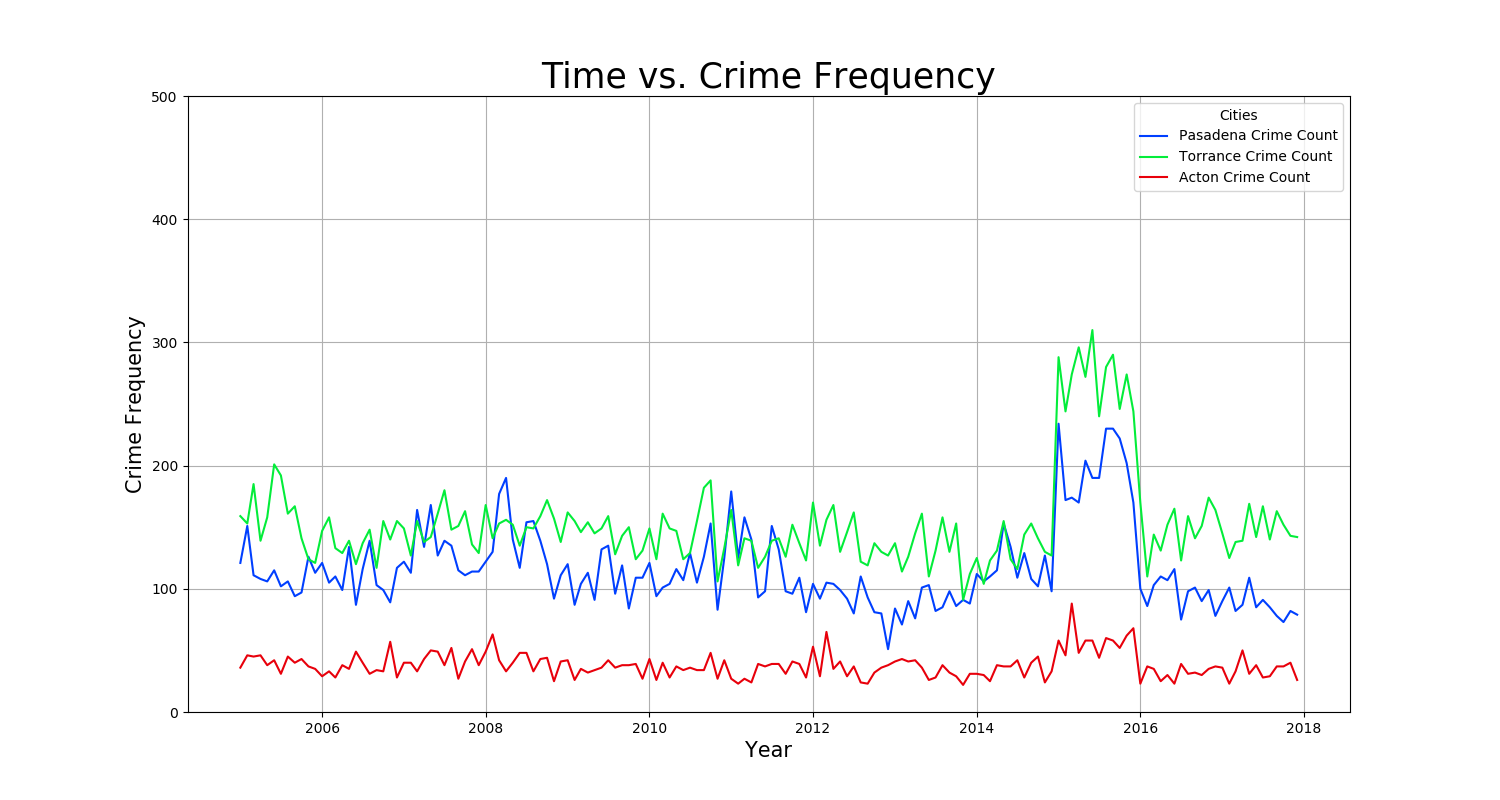 Time vs. Crime Frequency
500
400
300
200
100
0
Crime Frequency
Cities
Pasadena Crime Count
Torrance Crime Count
Acton Crime Count
2006 2008 2010 2012 2014 2016 2018
Year